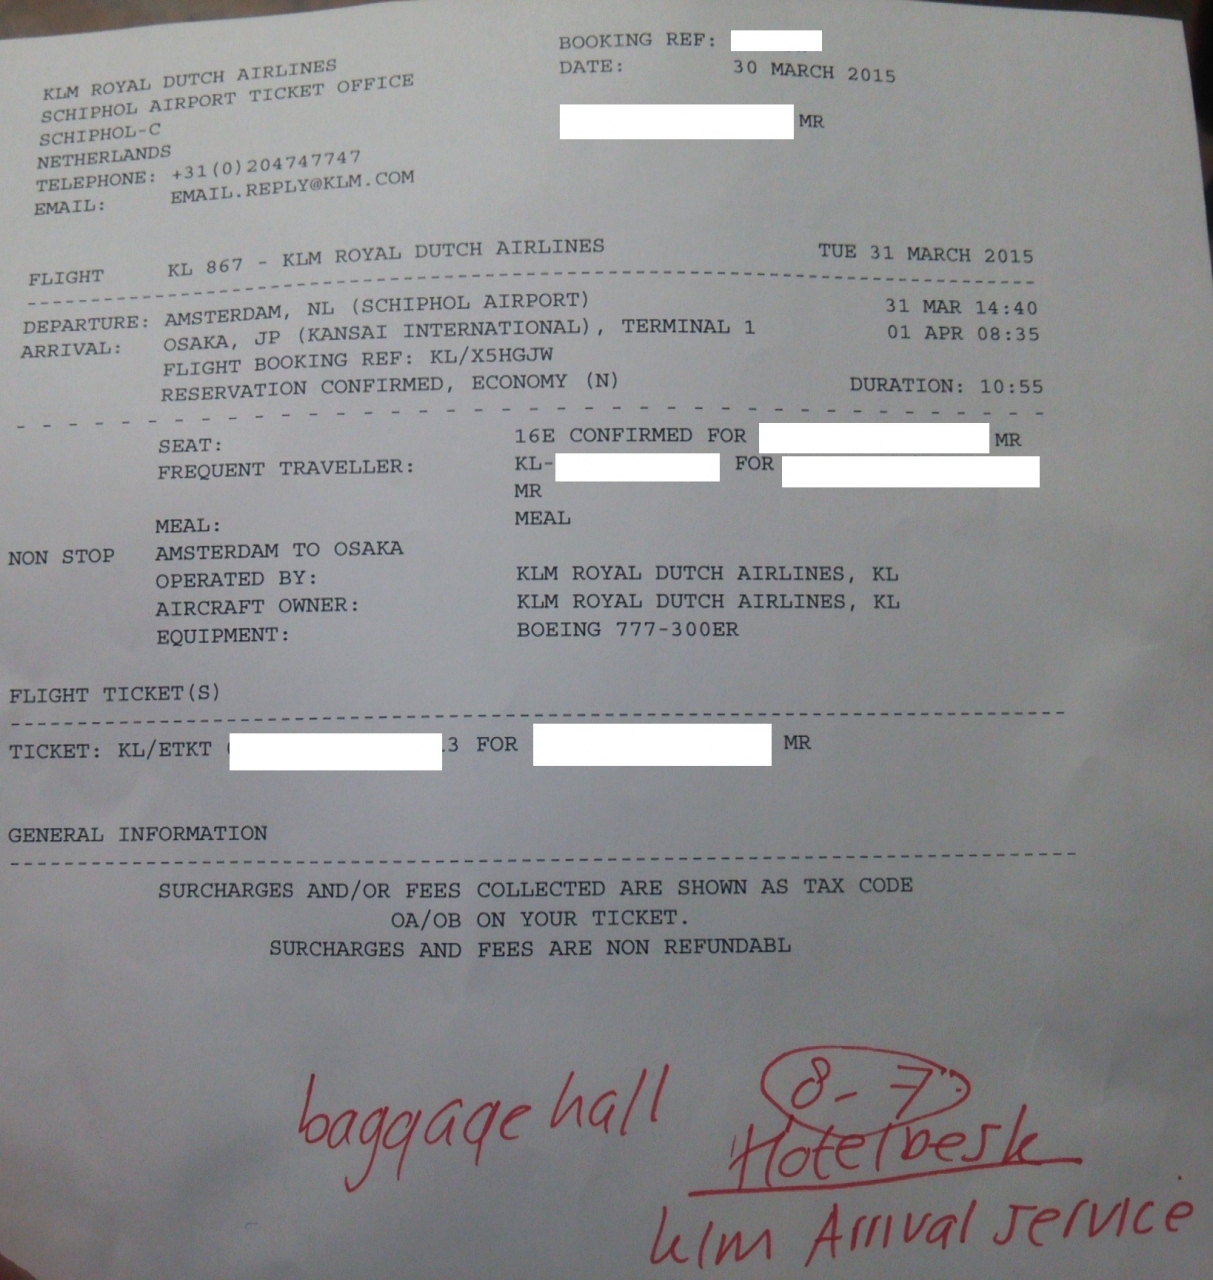 BOOKING REF:
DATE: 30 MARCH 2015
MR
KLM ROYAL DUTCH AIRLINES
SCHIPHOL AIRPORT TICKET OFFICE
SCHIPHOL-C
NETHERLANDS
TELEPHONE: +31(0)204747747
EMAIL: EMAIL.REPLY@KLM.COM
FLIGHT KL 867 - KLM ROYAL DUTCH AIRLINES TUE 31 MARCH 2015
DEPARTURE: AMSTERDAM, NL (SCHIPHOL AIRPORT) 31 MAR 14:40
ARRIVAL: OSAKA, JP (KANSAI INTERNATIONAL), TERMINAL 1 01 APR 08:35
FLIGHT BOOKING REF: KL/X5HGJW
RESERVATION CONFIRMED, ECONOMY (N) DURATION: 10:55
SEAT: 16E CONFIRMED FOR MR
FREQUENT TRAVELLER: KL- FOR
MR
MEAL: MEAL
NON STOP AMSTERDAM TO OSAKA
OPERATED BY: KLM ROYAL DUTCH AIRLINES, KL
AIRCRAFT OWNER: KLM ROYAL DUTCH AIRLINES, KL
EQUIPMENT: BOEING 777-300ER
FLIGHT TICKET(S)
TICKET: KL/ETKT 3 FOR MR
GENERAL INFORMATION
SURCHARGES AND/OR FEES COLLECTED ARE SHOWN AS TAX CODE
OA/OB ON YOUR TICKET.
SURCHARGES AND FEES ARE NON REFUNDABL
baggage hall 8-7
HotelDesk
klm Arrival service